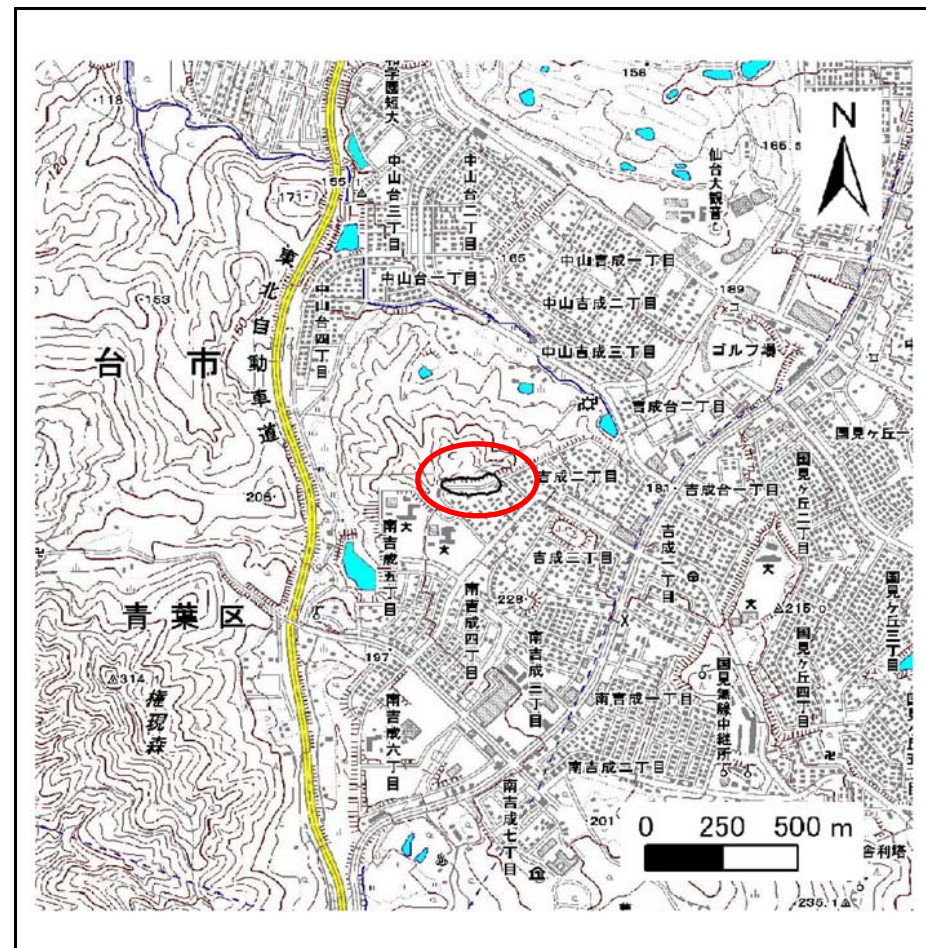 156
118
166.8
N
仙台大観音
中山台三丁目
中山台二丁目
155
171
165
中山吉成一丁目
中山台一丁目
189
153
東北自動車道
中山台四丁目
中山吉成二丁目
台市
中山吉成三丁目
ゴルフ場
吉成台二丁目
国見ヶ丘一
吉成二丁目
181
吉成台一丁目
国見ヶ丘二丁目
205
南吉成五丁目
吉成三丁目
吉成一丁目
国見ヶ丘三丁目
青葉区
228
南吉成四丁目
215.0
国見ヶ丘四丁目
197
南吉成三丁目
314.1
権現森
南吉成一丁目
国見無線中継所
南吉成六丁目
南吉成二丁目
南吉成七丁目
201
0 250 500 m
舎利塔
235.1